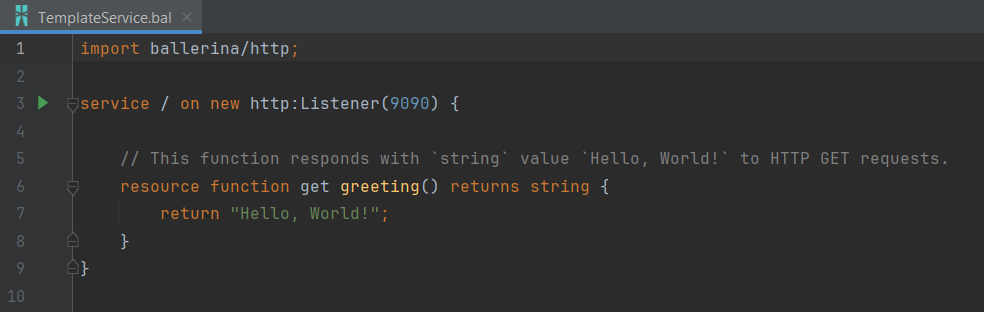 TemplateService.bal
1 import ballerina/http;
2
3 service / on new http:Listener(9090) {
4
5 // This function responds with `string` value `Hello, World!` to HTTP GET requests.
6 resource function get greeting() returns string {
7 return "Hello, World!";
8 }
9 }
10